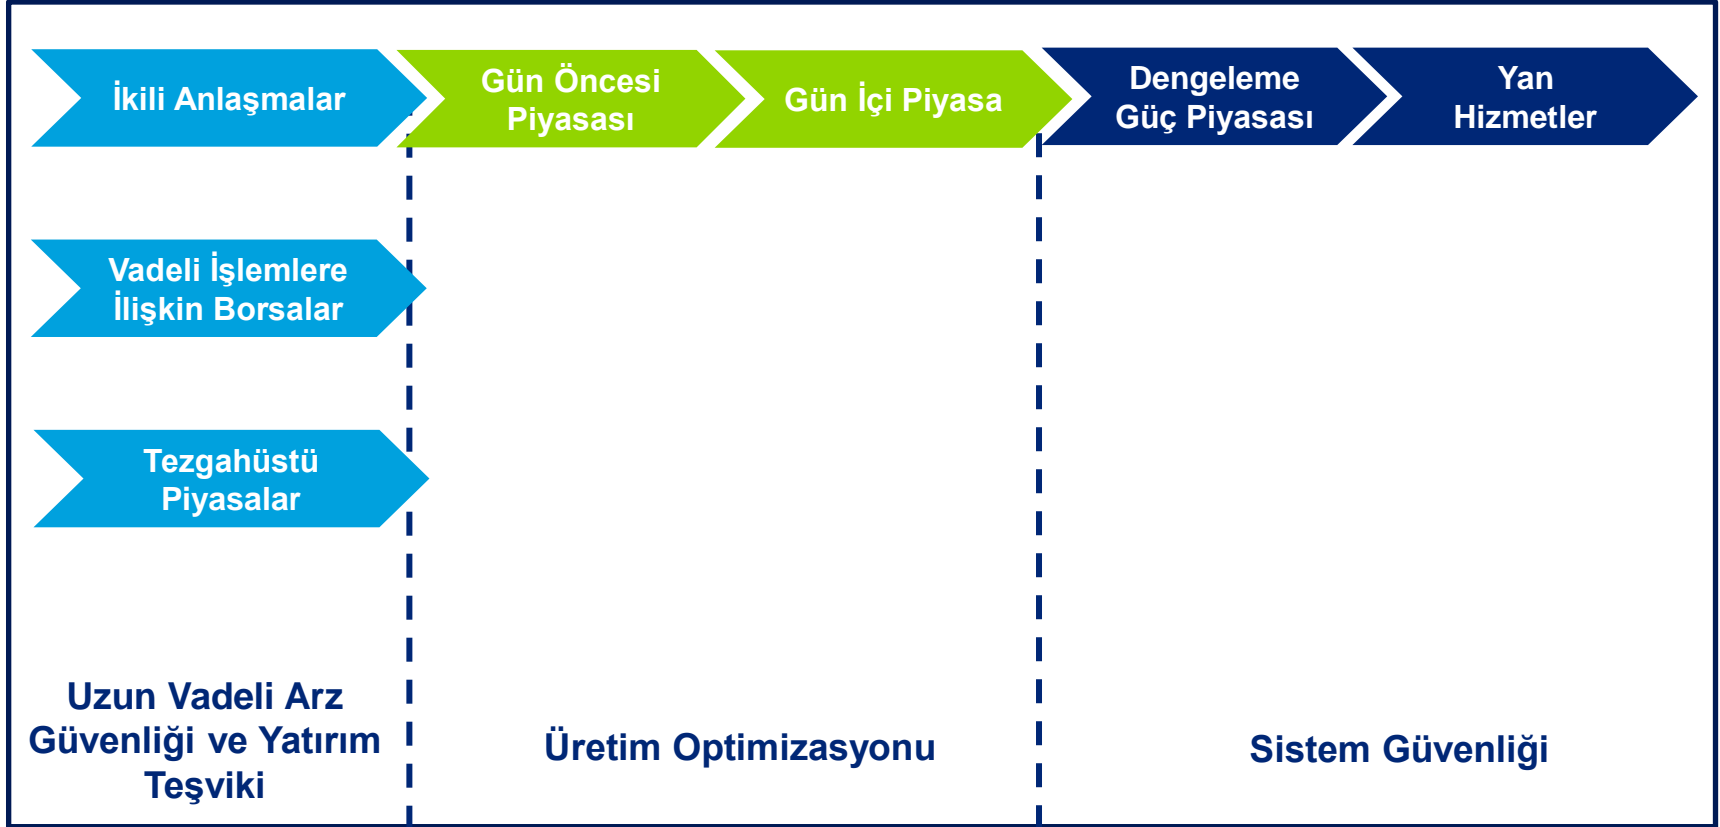 İkili Anlaşmalar
Gün Öncesi
Piyasası
Gün İçi Piyasa
Dengeleme
Güç Piyasası
Yan
Hizmetler
Vadeli İşlemlere
İlişkin Borsalar
Tezgahüstü
Piyasalar
Uzun Vadeli Arz
Güvenliği ve Yatırım
Teşviki
Üretim Optimizasyonu
Sistem Güvenliği